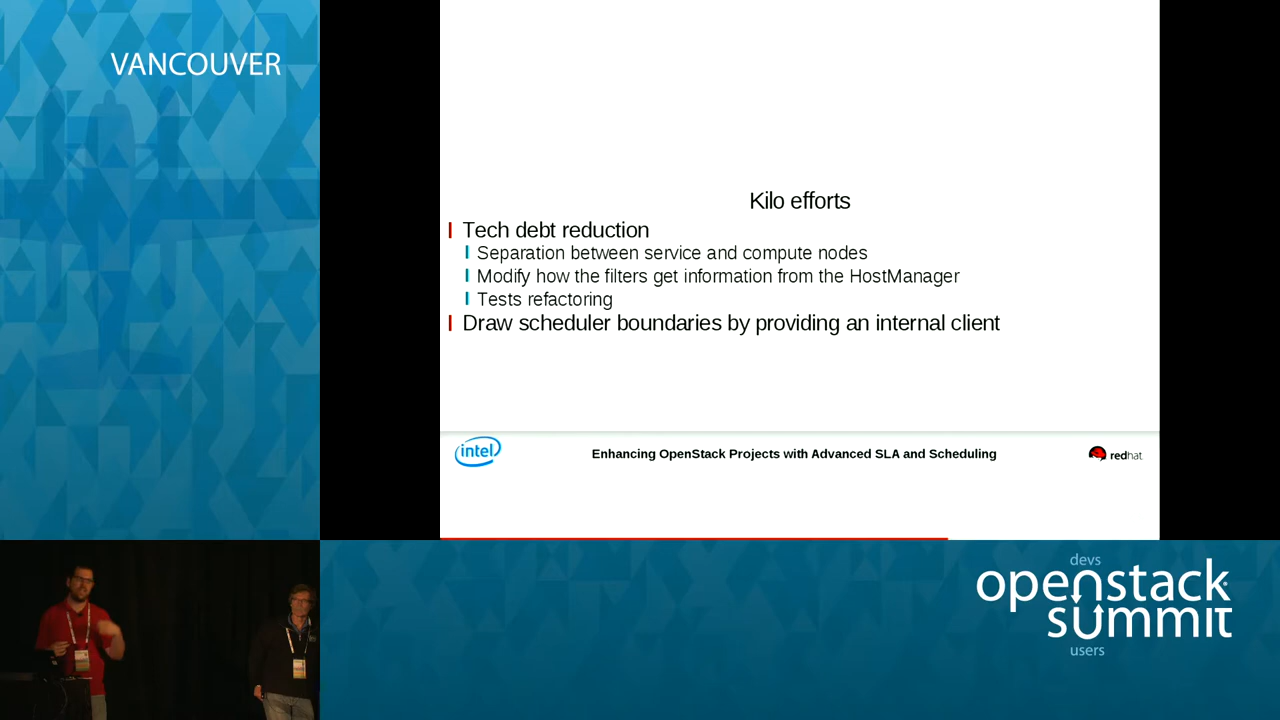 VANCOUVER
Kilo efforts
Tech debt reduction
Separation between service and compute nodes
Modify how the filters get information from the HostManager
Tests refactoring
Draw scheduler boundaries by providing an internal client
intel
Enhancing OpenStack Projects with Advanced SLA and Scheduling
redhat
devs
openstack
summit
users